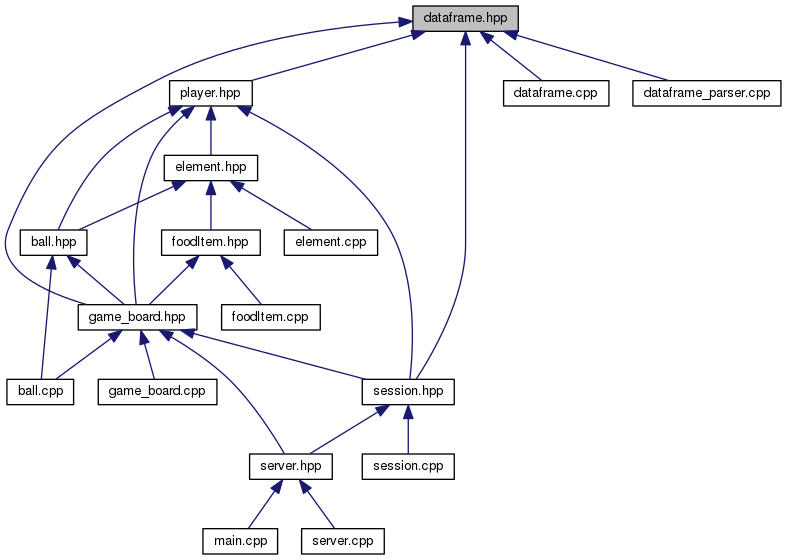 dataframe.hpp
player.hpp
dataframe.cpp
dataframe_parser.cpp
element.hpp
ball.hpp
foodItem.hpp
element.cpp
game_board.hpp
foodItem.cpp
ball.cpp
game_board.cpp
session.hpp
server.hpp
session.cpp
main.cpp
server.cpp